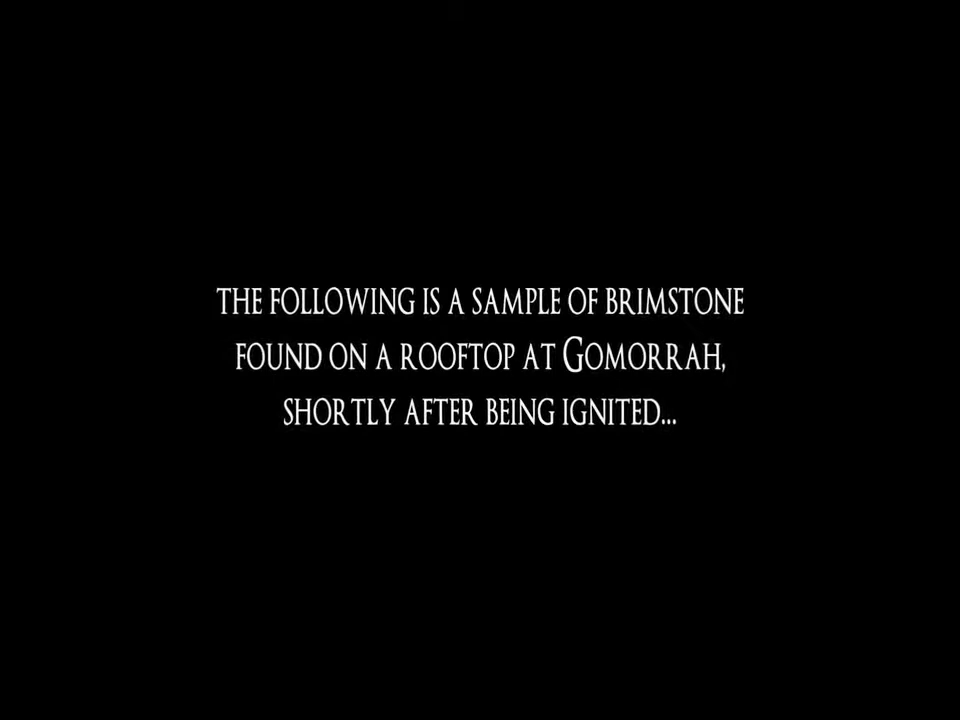 THE FOLLOWING IS A SAMPLE OF BRIMSTONE
FOUND ON A ROOFTOP AT GOMORRAH,
SHORTLY AFTER BEING IGNITED...